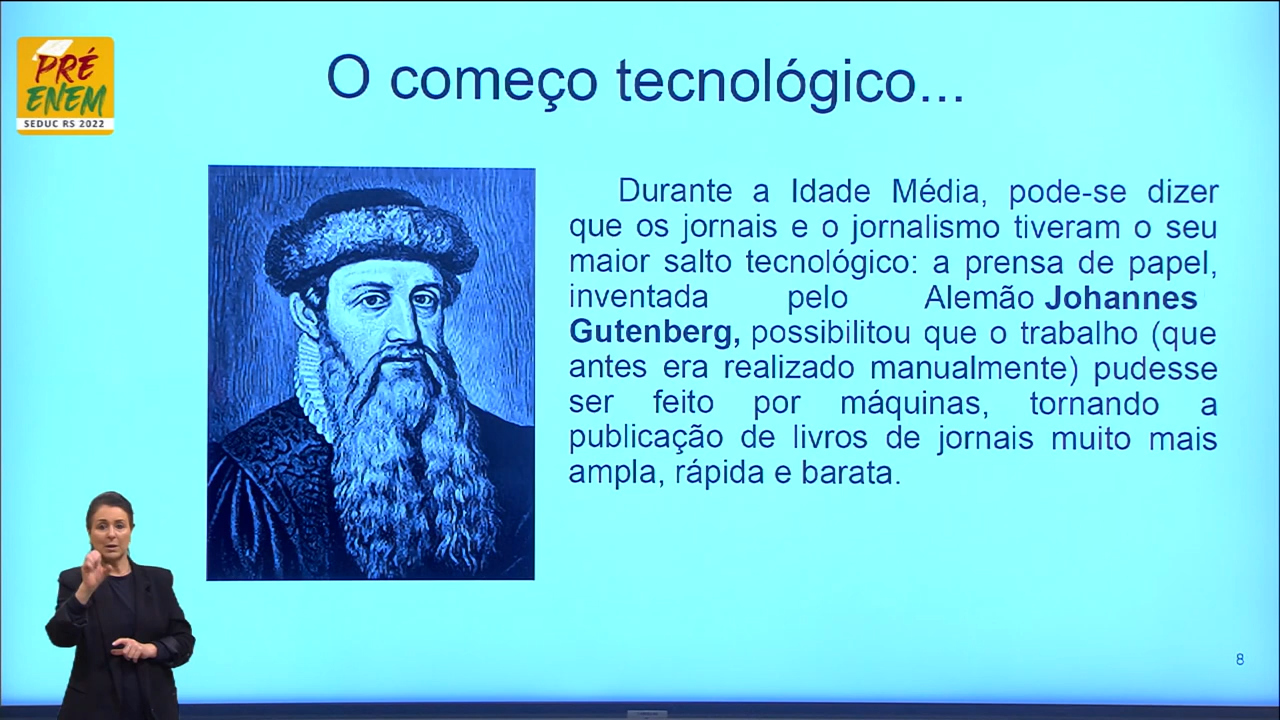 PRÉ
ENEM
SEDUC RS 2022
O começo tecnológico...
Durante a Idade Média, pode-se dizer
que os jornais e o jornalismo tiveram o seu
maior salto tecnológico: a prensa de papel,
inventada pelo Alemão Johannes
Gutenberg, possibilitou que o trabalho (que
antes era realizado manualmente) pudesse
ser feito por máquinas, tornando a
publicação de livros de jornais muito mais
ampla, rápida e barata.
8